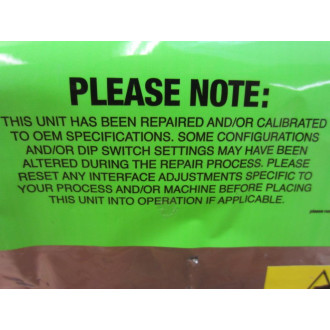 PLEASE NOTE:
THIS UNIT HAS BEEN REPAIRED AND/OR CALIBRATED
TO OEM SPECIFICATIONS. SOME CONFIGURATIONS
AND/OR DIP SWITCH SETTINGS MAY HAVE BEEN
ALTERED DURING THE REPAIR PROCESS. PLEASE
RESET ANY INTERFACE ADJUSTMENTS SPECIFIC TO
YOUR PROCESS AND/OR MACHINE BEFORE PLACING
THIS UNIT INTO OPERATION IF APPLICABLE.